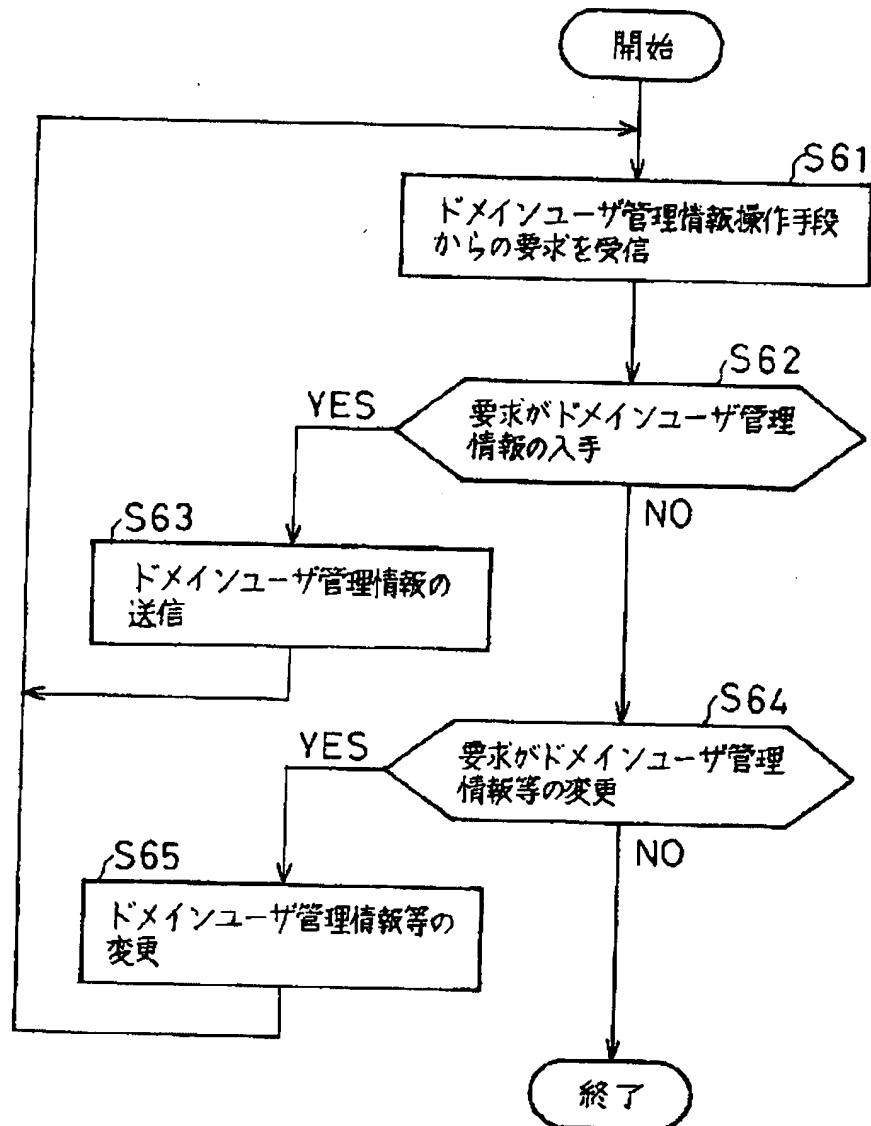 開始
S61
ドメインユーザ管理情報操作手段
からの要求を受信
S62
要求がドメインユーザ管理
情報の入手
YES
NO
S63
ドメインユーザ管理情報の
送信
S64
要求がドメインユーザ管理
情報等の変更
YES
NO
S65
ドメインユーザ管理情報等の
変更
終了